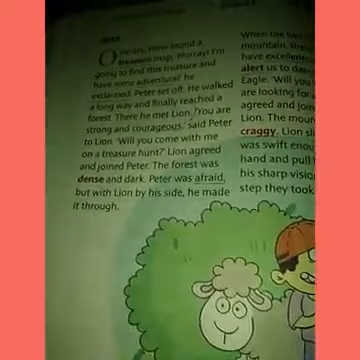 One day, Peter found a
treasure map. 'Hurray! I'm
going to find this treasure and
have some adventure!' he
exclaimed. Peter set off. He walked
a long way and finally reached a
forest. There he met Lion. 'You are
strong and courageous,' said Peter
to Lion. 'Will you come with me
on a treasure hunt?' Lion agreed
and joined Peter. The forest was
dense and dark. Peter was afraid,
but with Lion by his side, he made
it through.
When the two
mountain, the
have excellent
alert us to dan
Eagle. 'Will you
are looking for
agreed and join
Lion. The moun
craggy. Lion sli
was swift enou
hand and pull
his sharp visio
step they took